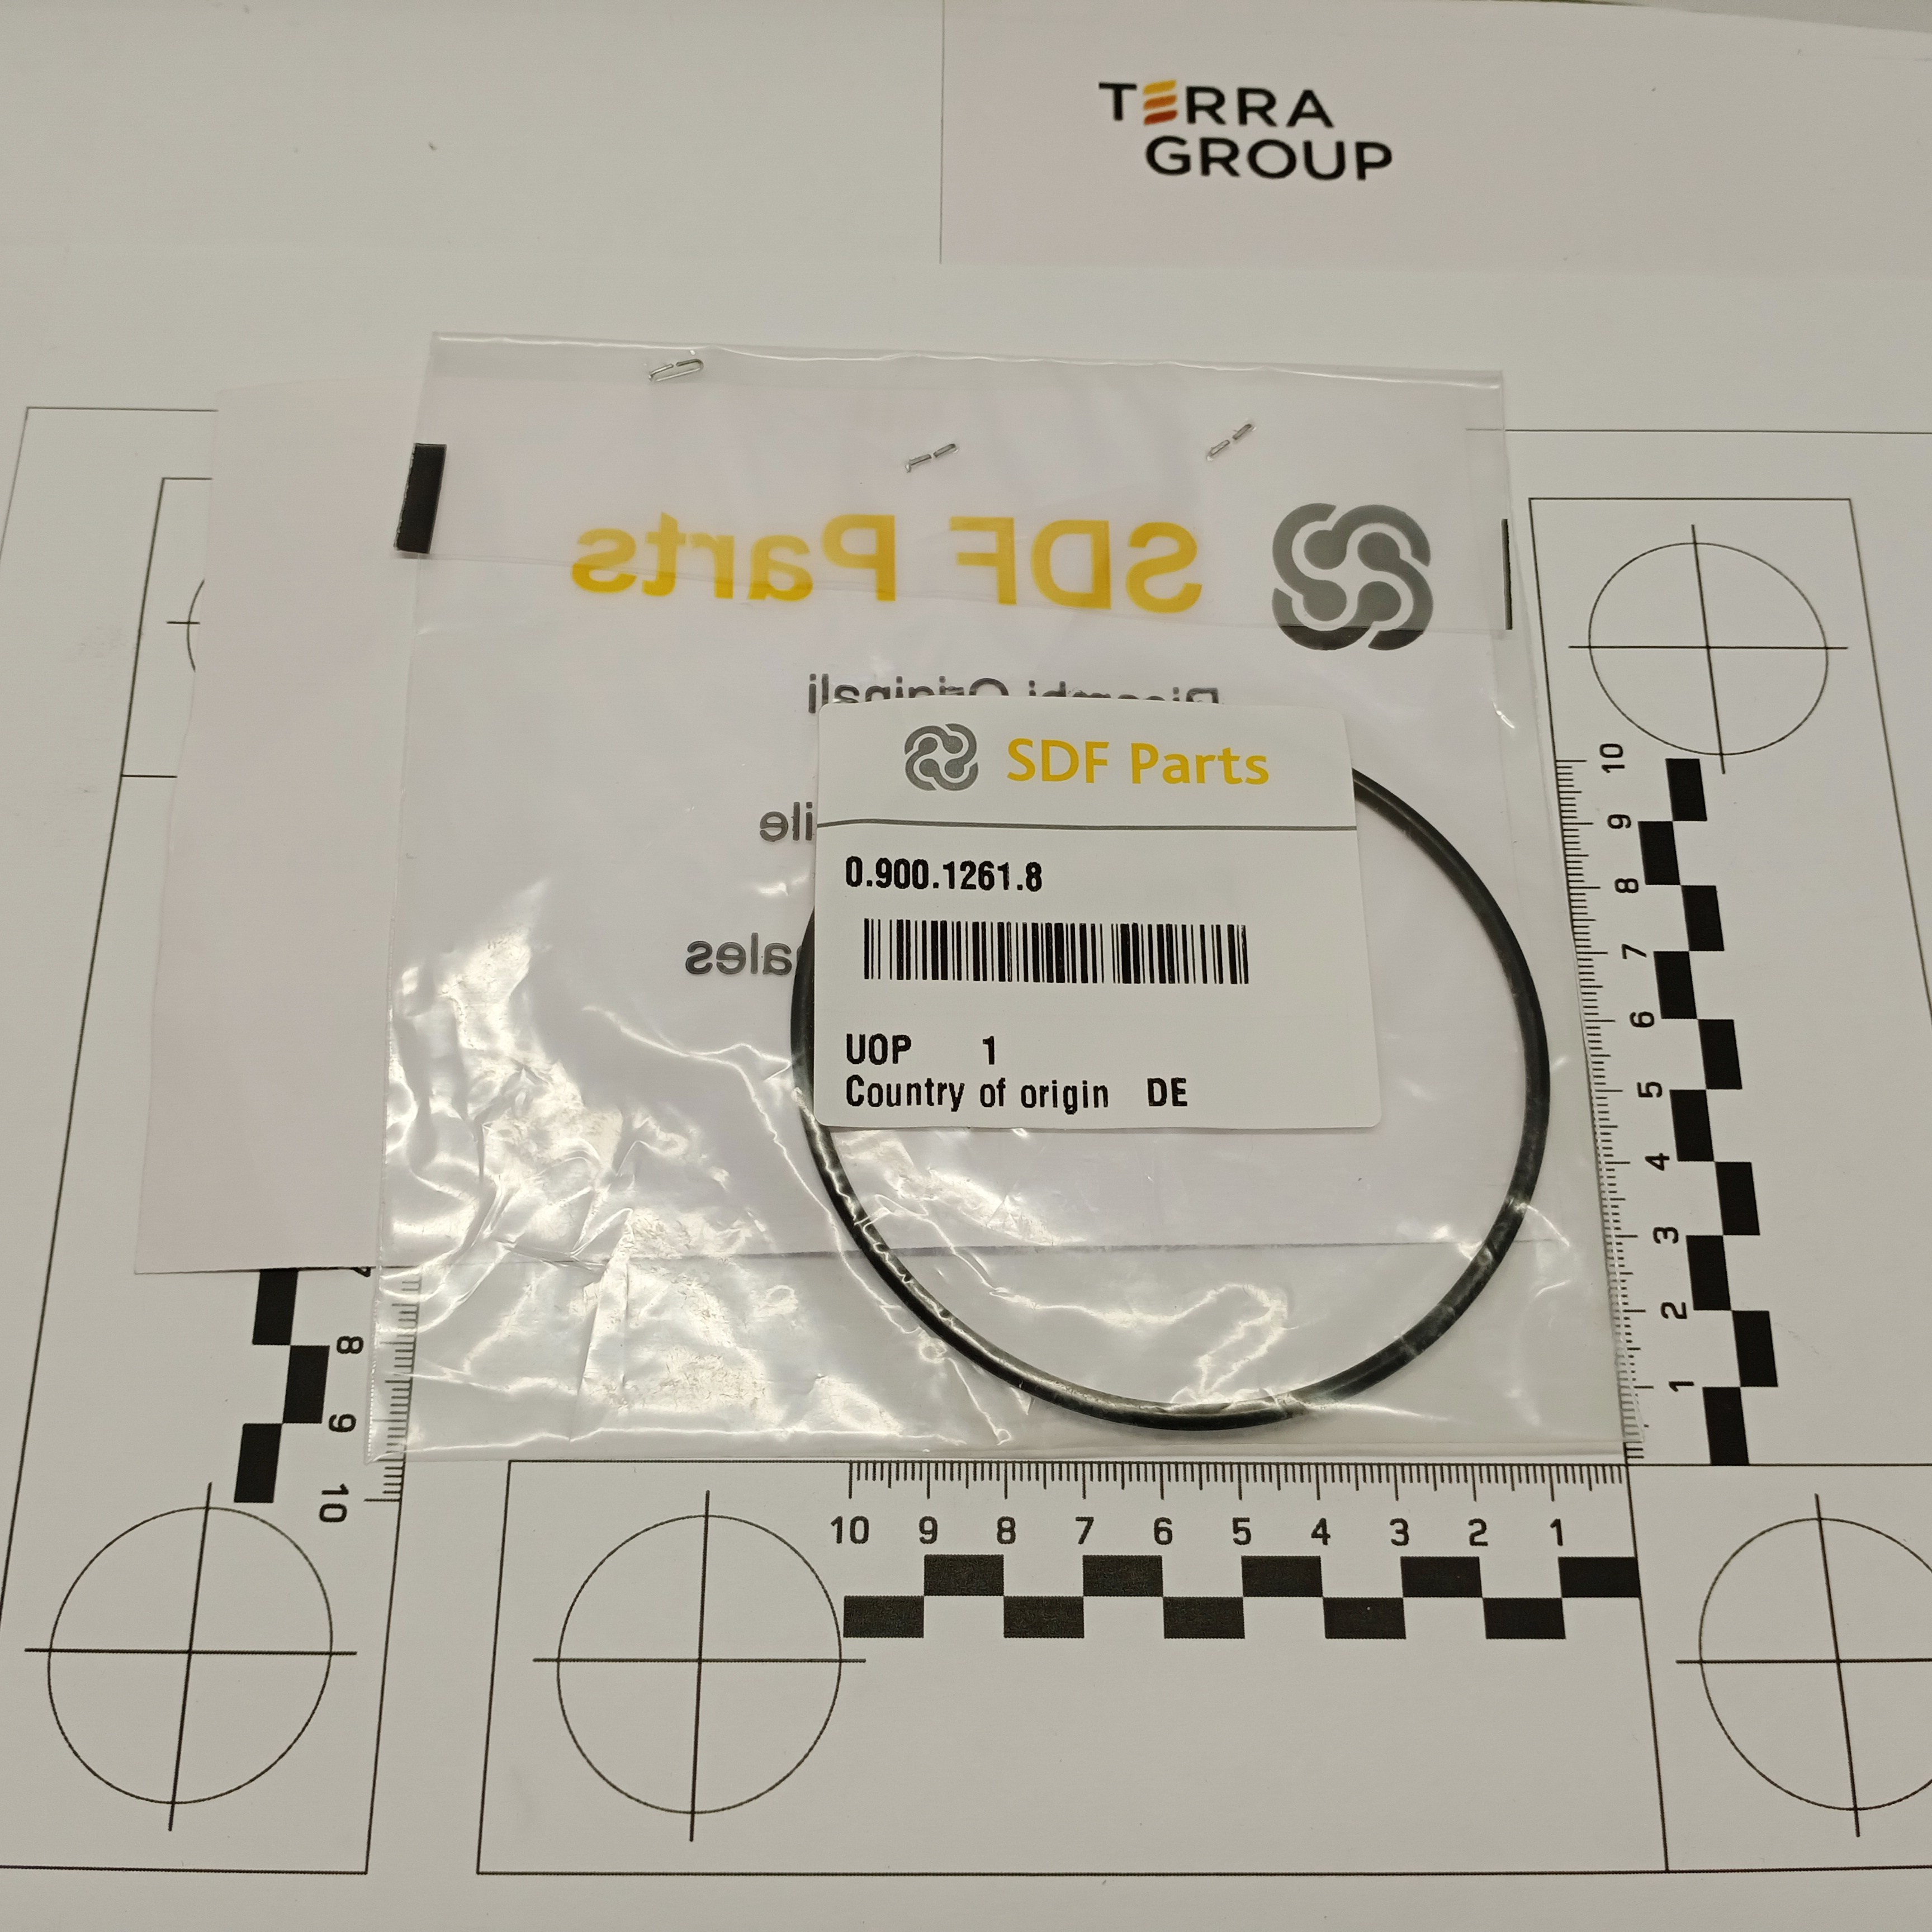 TERRA
GROUP
SDF Parts
Ricambi Originali
SDF Parts
0.900.1261.8
UOP 1
Country of origin DE
10
9
8
7
6
5
4
3
2
1
8
9
10
10 9 8 7 6 5 4 3 2 1